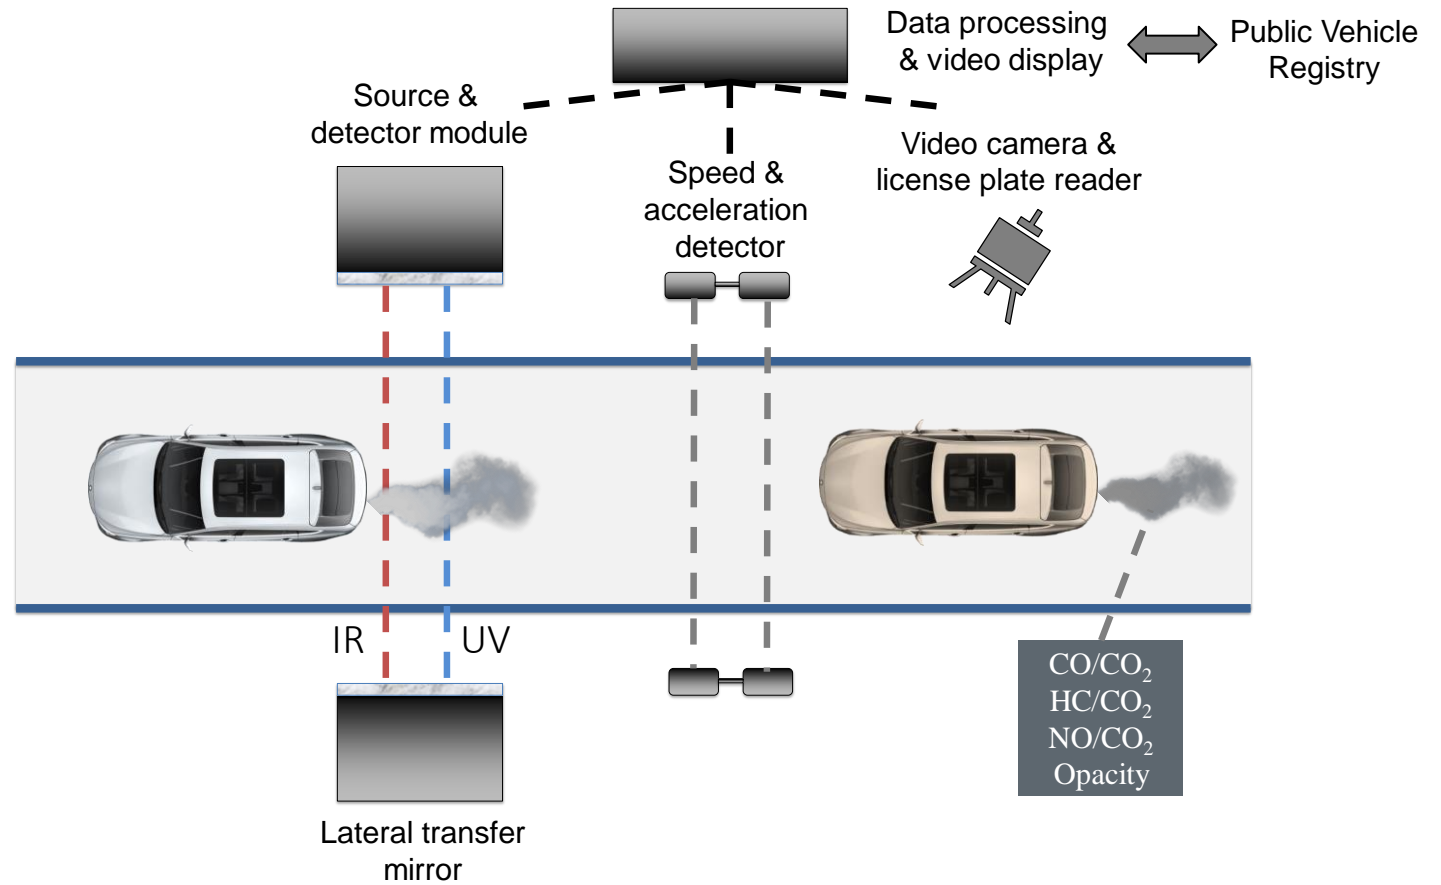 Data processing
& video display
Public Vehicle
Registry
Source &
detector module
Speed &
acceleration
detector
Video camera &
license plate reader
IR
UV
CO/CO₂
HC/CO₂
NO/CO₂
Opacity
Lateral transfer
mirror